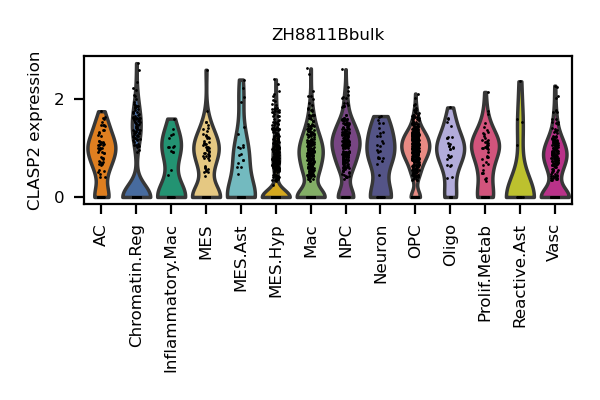 ZH8811Bbulk
CLASP2 expression
2
0
AC
Chromatin.Reg
Inflammatory.Mac
MES
MES.Ast
MES.Hyp
Mac
NPC
Neuron
OPC
Oligo
Prolif.Metab
Reactive.Ast
Vasc